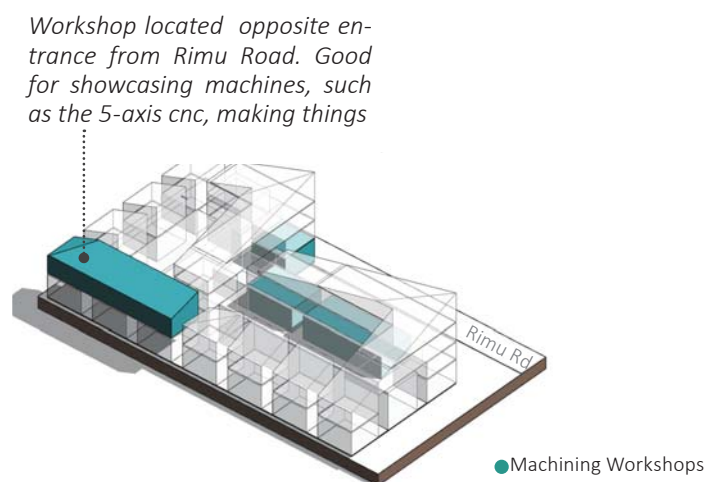 Workshop located opposite en-
trance from Rimu Road. Good
for showcasing machines, such
as the 5-axis cnc, making things
Rimu Rd
Machining Workshops